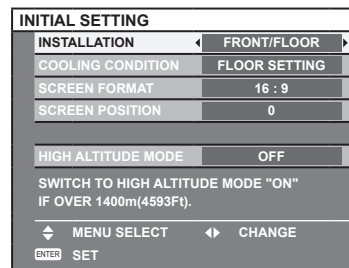 INITIAL SETTING
INSTALLATION FRONT/FLOOR
COOLING CONDITION FLOOR SETTING
SCREEN FORMAT 16 : 9
SCREEN POSITION 0
HIGH ALTITUDE MODE OFF
SWITCH TO HIGH ALTITUDE MODE "ON"
IF OVER 1400m(4593Ft).
MENU SELECT CHANGE
ENTER SET